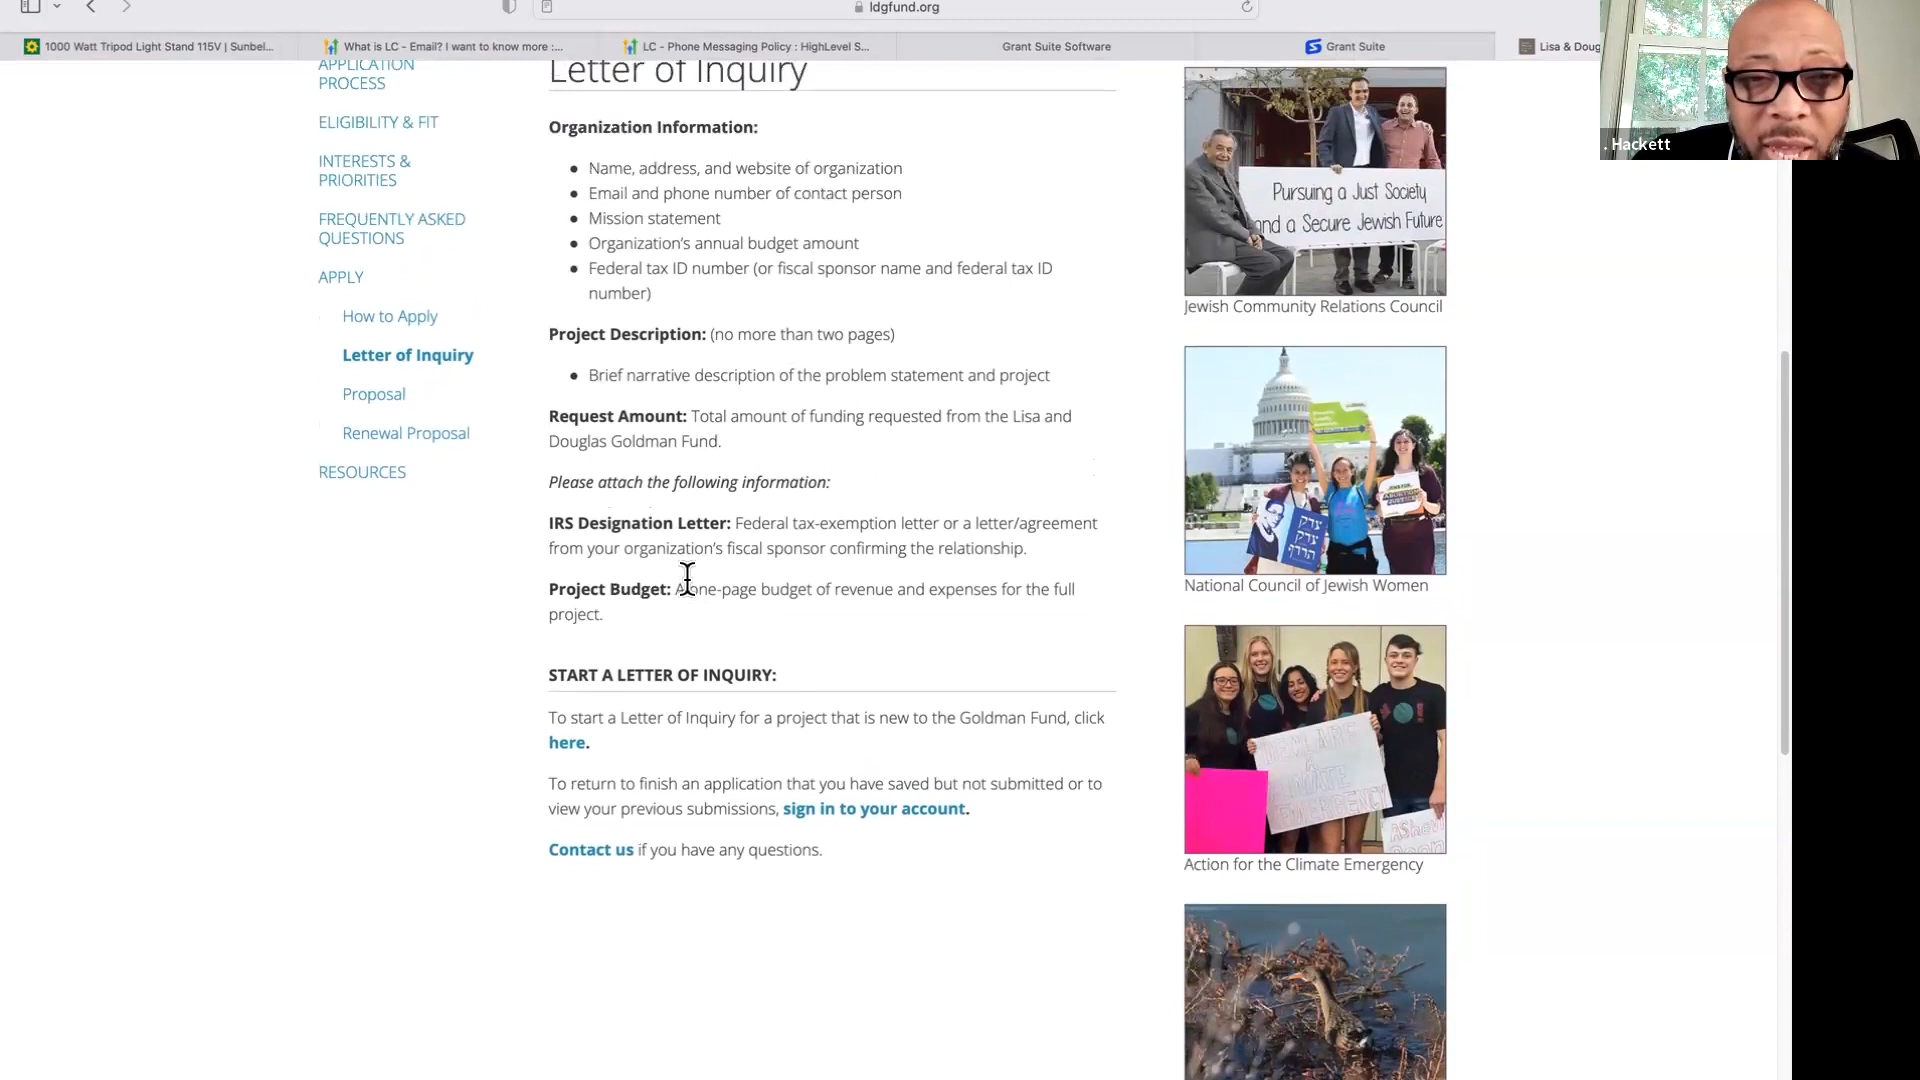 ldgfund.org
1000 Watt Tripod Light Stand 115V | Sunbel...
What is LC - Email? I want to know more :...
LC - Phone Messaging Policy : HighLevel S...
Grant Suite Software
Grant Suite
Lisa & Doug
. Hackett
APPLICATION
PROCESS
ELIGIBILITY & FIT
INTERESTS &
PRIORITIES
FREQUENTLY ASKED
QUESTIONS
APPLY
How to Apply
Letter of Inquiry
Proposal
Renewal Proposal
RESOURCES
Letter of Inquiry
Organization Information:
Name, address, and website of organization
Email and phone number of contact person
Mission statement
Organization's annual budget amount
Federal tax ID number (or fiscal sponsor name and federal tax ID
number)
Project Description: (no more than two pages)
Brief narrative description of the problem statement and project
Request Amount: Total amount of funding requested from the Lisa and
Douglas Goldman Fund.
Please attach the following information:
IRS Designation Letter: Federal tax-exemption letter or a letter/agreement
from your organization's fiscal sponsor confirming the relationship.
Project Budget: A one-page budget of revenue and expenses for the full
project.
START A LETTER OF INQUIRY:
To start a Letter of Inquiry for a project that is new to the Goldman Fund, click
here.
To return to finish an application that you have saved but not submitted or to
view your previous submissions, sign in to your account.
Contact us if you have any questions.
Pursuing a Just Society
and a Secure Jewish Future
Jewish Community Relations Council
צדק
צדק
תרדף
ABORTION
JUSTICE
National Council of Jewish Women
DECLARE
A
CLIMATE
EMERGENCY
Action for the Climate Emergency